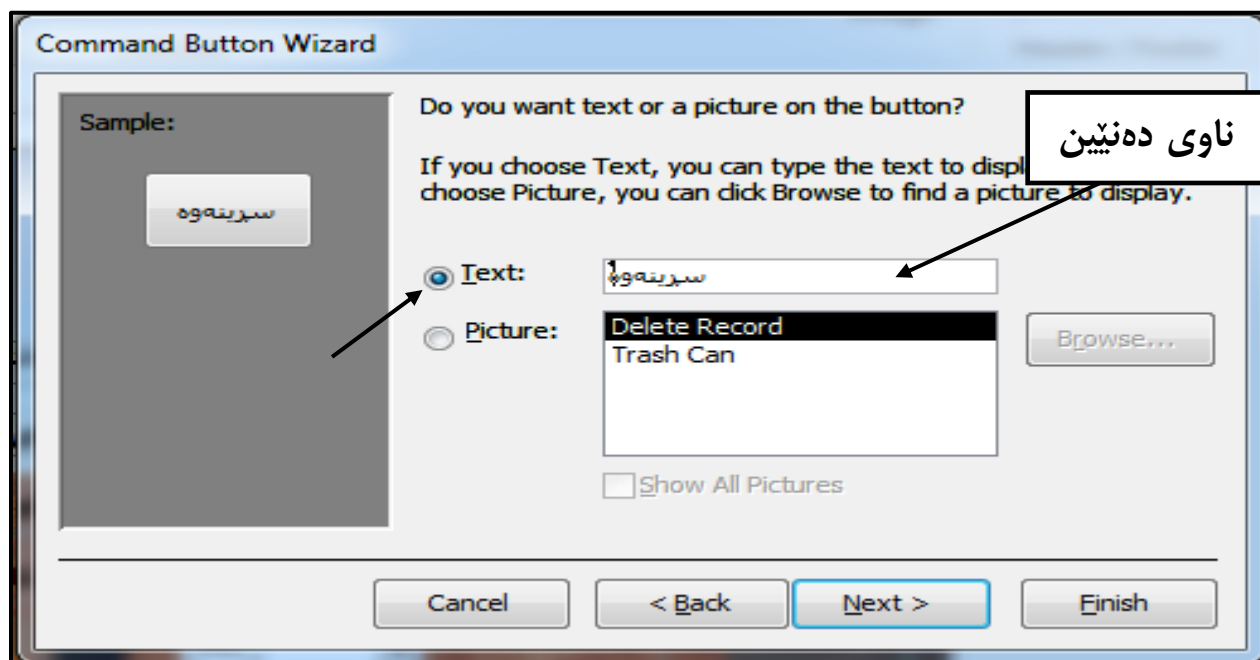 Command Button Wizard
Sample:
سڕینەوە
Do you want text or a picture on the button?
ناوی دەنێین
If you choose Text, you can type the text to displ
choose Picture, you can click Browse to find a picture to display.
Text:
سڕینەوە
Picture:
Delete Record
Trash Can
Browse...
Show All Pictures
Cancel
< Back
Next >
Finish